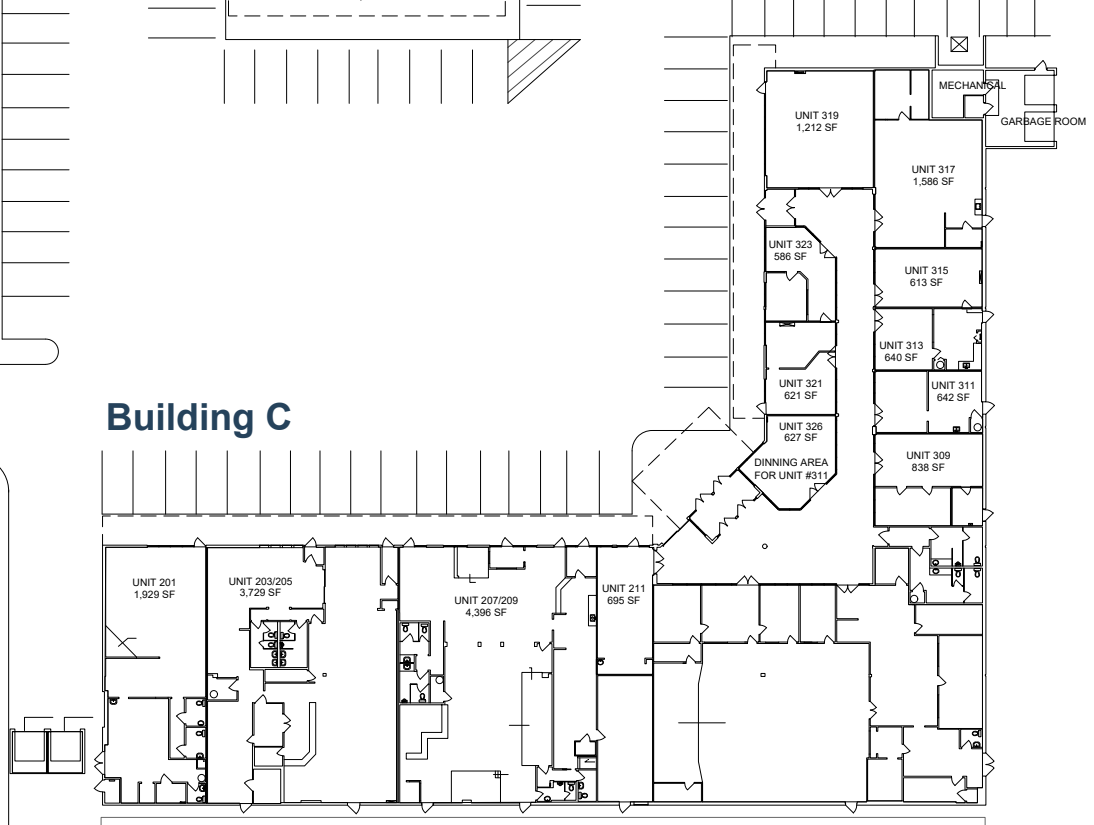 MECHANICAL
GARBAGE ROOM
UNIT 319
1,212 SF
UNIT 317
1,586 SF
UNIT 323
586 SF
UNIT 315
613 SF
UNIT 313
640 SF
UNIT 321
621 SF
UNIT 311
642 SF
Building C
UNIT 326
627 SF
DINNING AREA
FOR UNIT #311
UNIT 309
838 SF
UNIT 201
1,929 SF
UNIT 203/205
3,729 SF
UNIT 207/209
4,396 SF
UNIT 211
695 SF